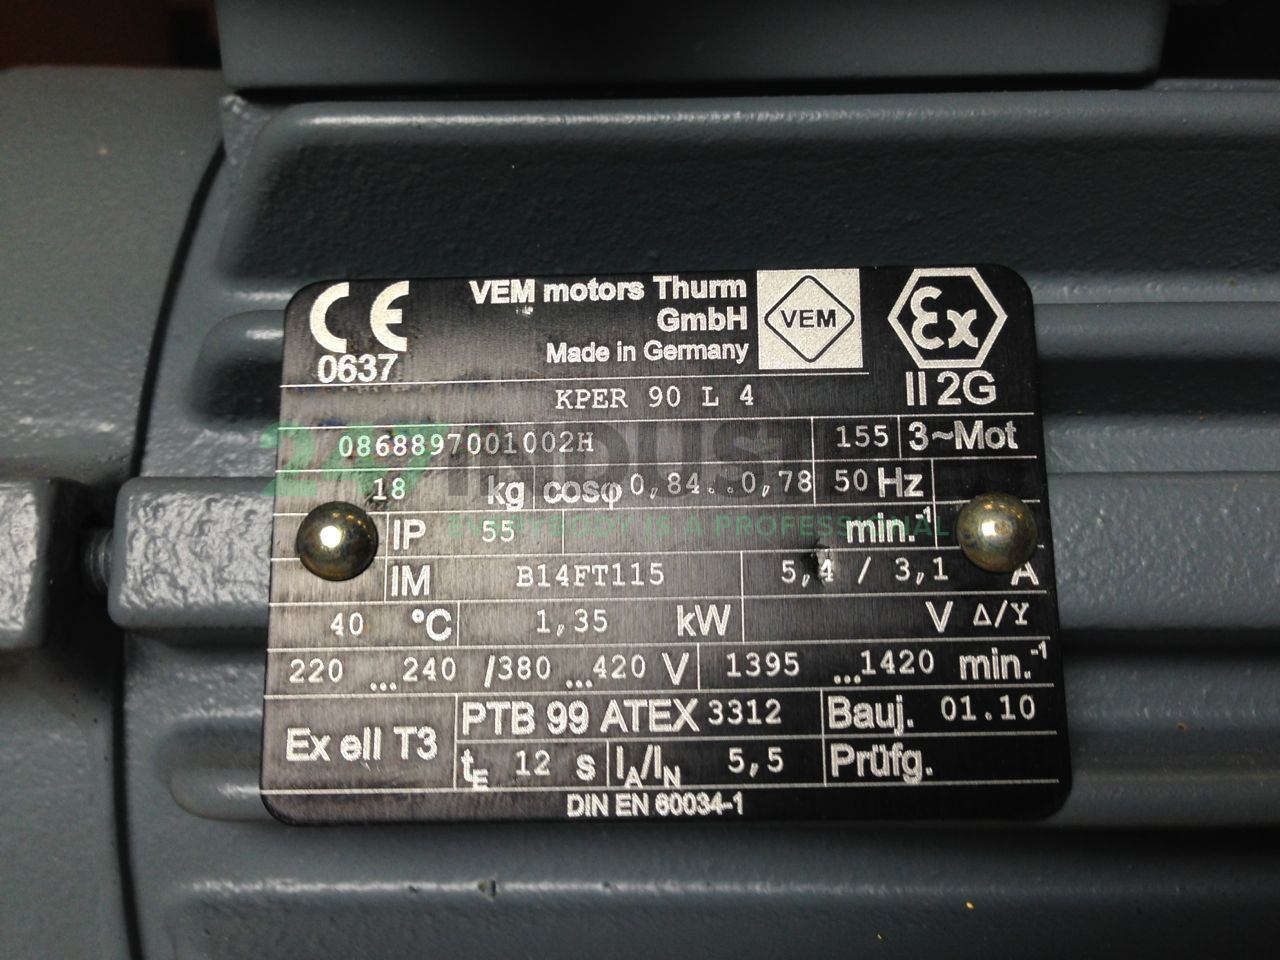 CE VEM motors Thurm
GmbH
Made in Germany
0637
VEM
Ex
II 2G
KPER 90 L 4
0868897001002H 155 3~Mot
18 kg cosφ 0,84..0,78 50 Hz
IP 55 min.-1
IM B14FT115 5,4 / 3,1 A
40 °C 1,35 kW V Δ/Y
220 ...240 /380 ...420 V 1395 ...1420 min.-1
Ex eII T3 PTB 99 ATEX 3312 Bauj. 01.10
tE 12 s IA/IN 5,5 Prüfg.
DIN EN 60034-1
247
EVERYBODY IS A PROFESSIONAL